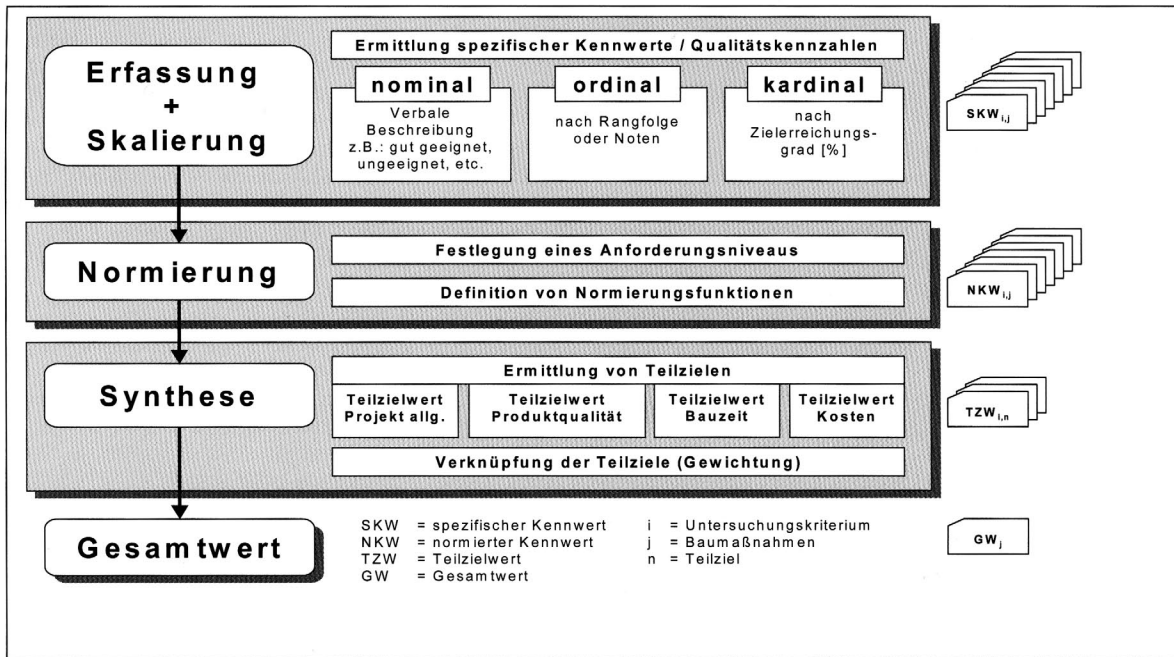 Erfassung
+
Skalierung
Ermittlung spezifischer Kennwerte / Qualitätskennzahlen
nominal
Verbale
Beschreibung
z.B.: gut geeignet,
ungeeignet, etc.
ordinal
nach Rangfolge
oder Noten
kardinal
nach
Zielerreichungs-
grad [%]
SKW i,j
Normierung
Festlegung eines Anforderungsniveaus
Definition von Normierungsfunktionen
NKW i,j
Synthese
Ermittlung von Teilzielen
Teilzielwert
Projekt allg.
Teilzielwert
Produktqualität
Teilzielwert
Bauzeit
Teilzielwert
Kosten
Verknüpfung der Teilziele (Gewichtung)
TZW i,n
Gesamtwert
SKW = spezifischer Kennwert
NKW = normierter Kennwert
TZW = Teilzielwert
GW = Gesamtwert
i = Untersuchungskriterium
j = Baumaßnahmen
n = Teilziel
GW j